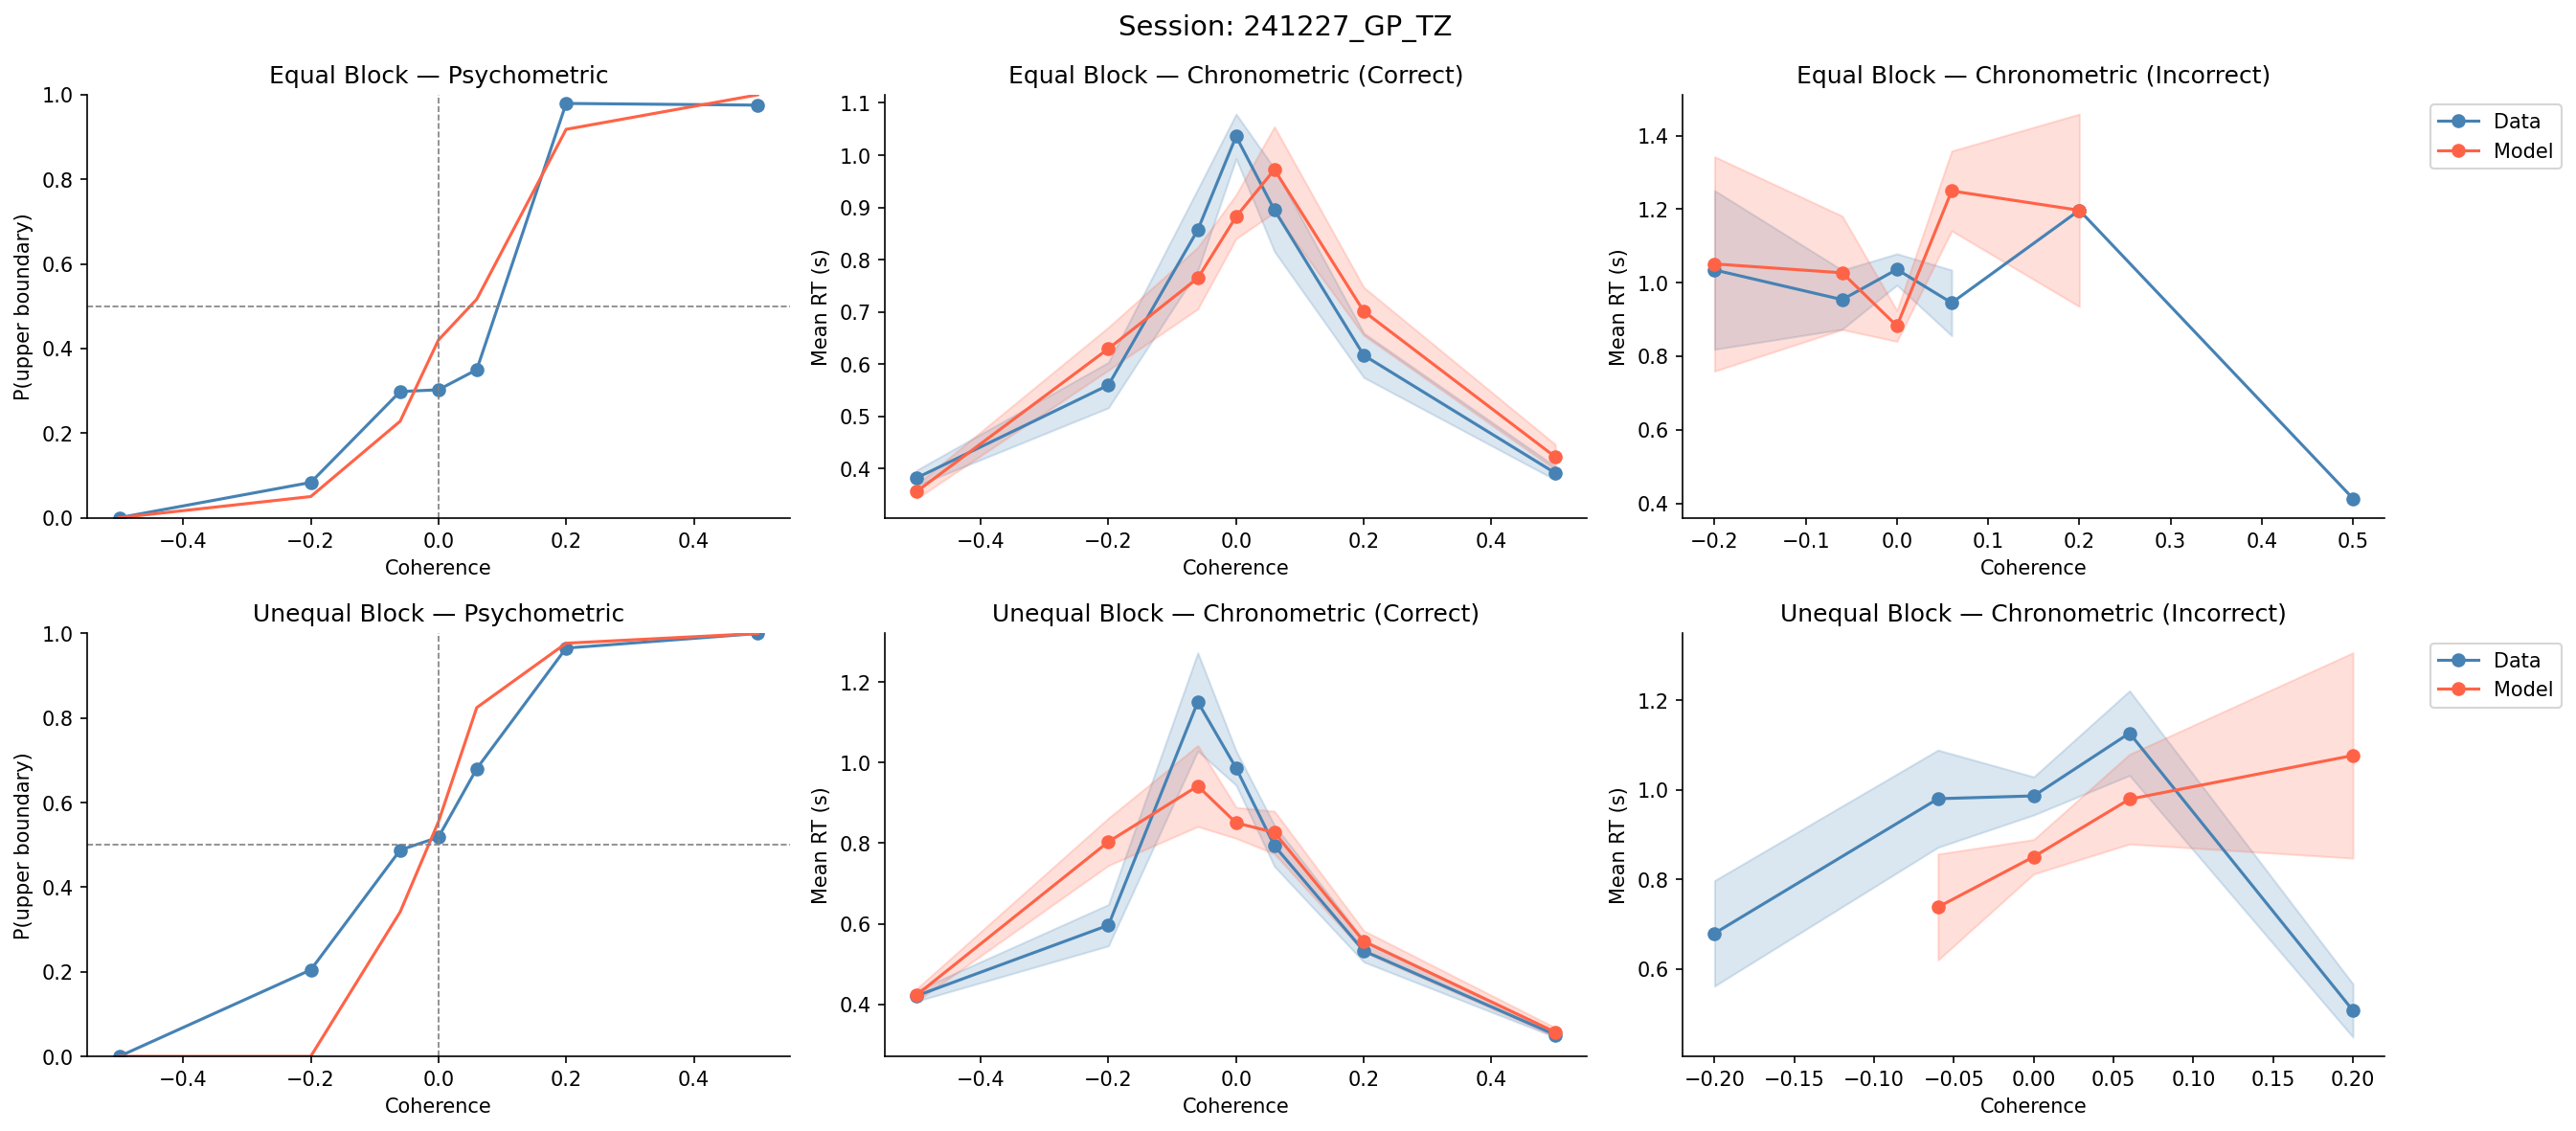 Session: 241227_GP_TZ
Equal Block — Psychometric
P(upper boundary)
1.0
0.8
0.6
0.4
0.2
0.0
−0.4 −0.2 0.0 0.2 0.4
Coherence
Equal Block — Chronometric (Correct)
Mean RT (s)
1.1
1.0
0.9
0.8
0.7
0.6
0.5
0.4
−0.4 −0.2 0.0 0.2 0.4
Coherence
Equal Block — Chronometric (Incorrect)
Mean RT (s)
1.4
1.2
1.0
0.8
0.6
0.4
−0.2 −0.1 0.0 0.1 0.2 0.3 0.4 0.5
Coherence
Data
Model
Unequal Block — Psychometric
P(upper boundary)
1.0
0.8
0.6
0.4
0.2
0.0
−0.4 −0.2 0.0 0.2 0.4
Coherence
Unequal Block — Chronometric (Correct)
Mean RT (s)
1.2
1.0
0.8
0.6
0.4
−0.4 −0.2 0.0 0.2 0.4
Coherence
Unequal Block — Chronometric (Incorrect)
Mean RT (s)
1.2
1.0
0.8
0.6
−0.20 −0.15 −0.10 −0.05 0.00 0.05 0.10 0.15 0.20
Coherence
Data
Model